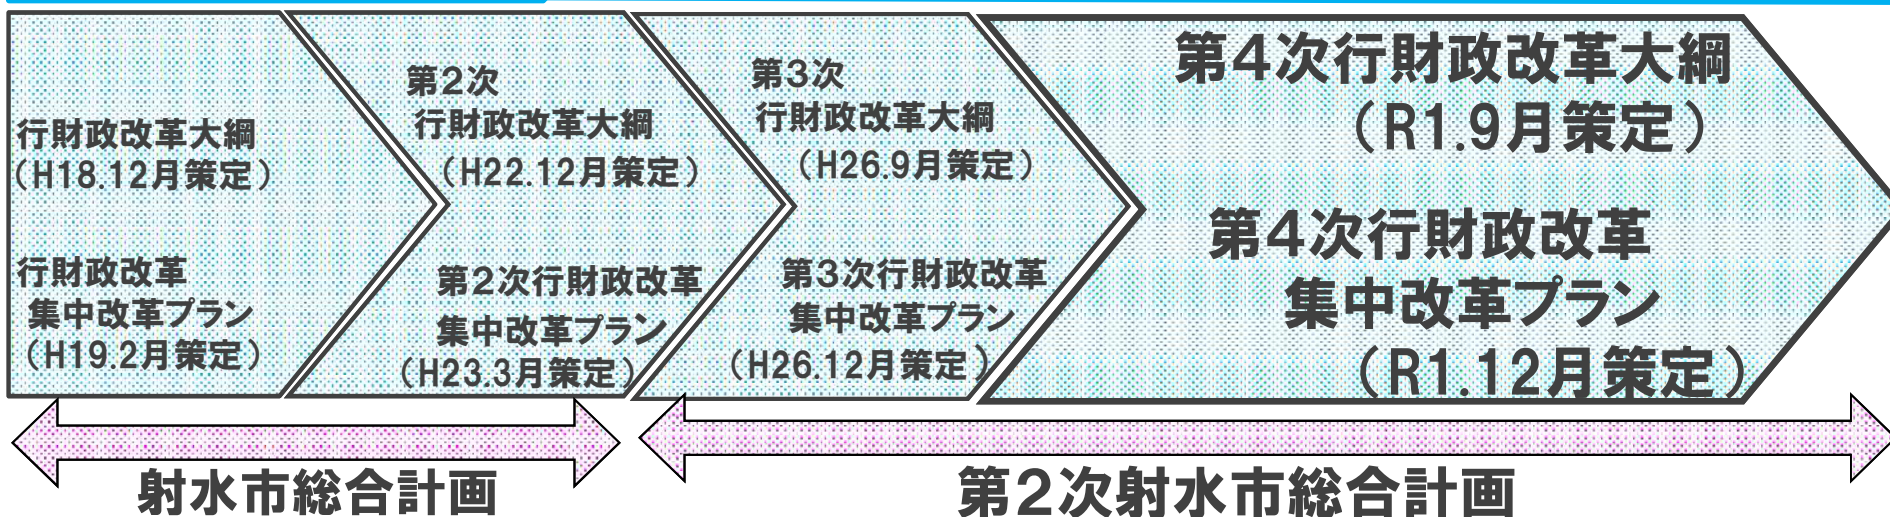 行財政改革大綱
（H18.12月策定）
行財政改革
集中改革プラン
（H19.2月策定）
第２次
行財政改革大綱
（H22.12月策定）
第２次行財政改革
集中改革プラン
（H23.3月策定）
第３次
行財政改革大綱
（H26.9月策定）
第３次行財政改革
集中改革プラン
（H26.12月策定）
第４次行財政改革大綱
（R1.9月策定）
第４次行財政改革
集中改革プラン
（R1.12月策定）
射水市総合計画
第２次射水市総合計画